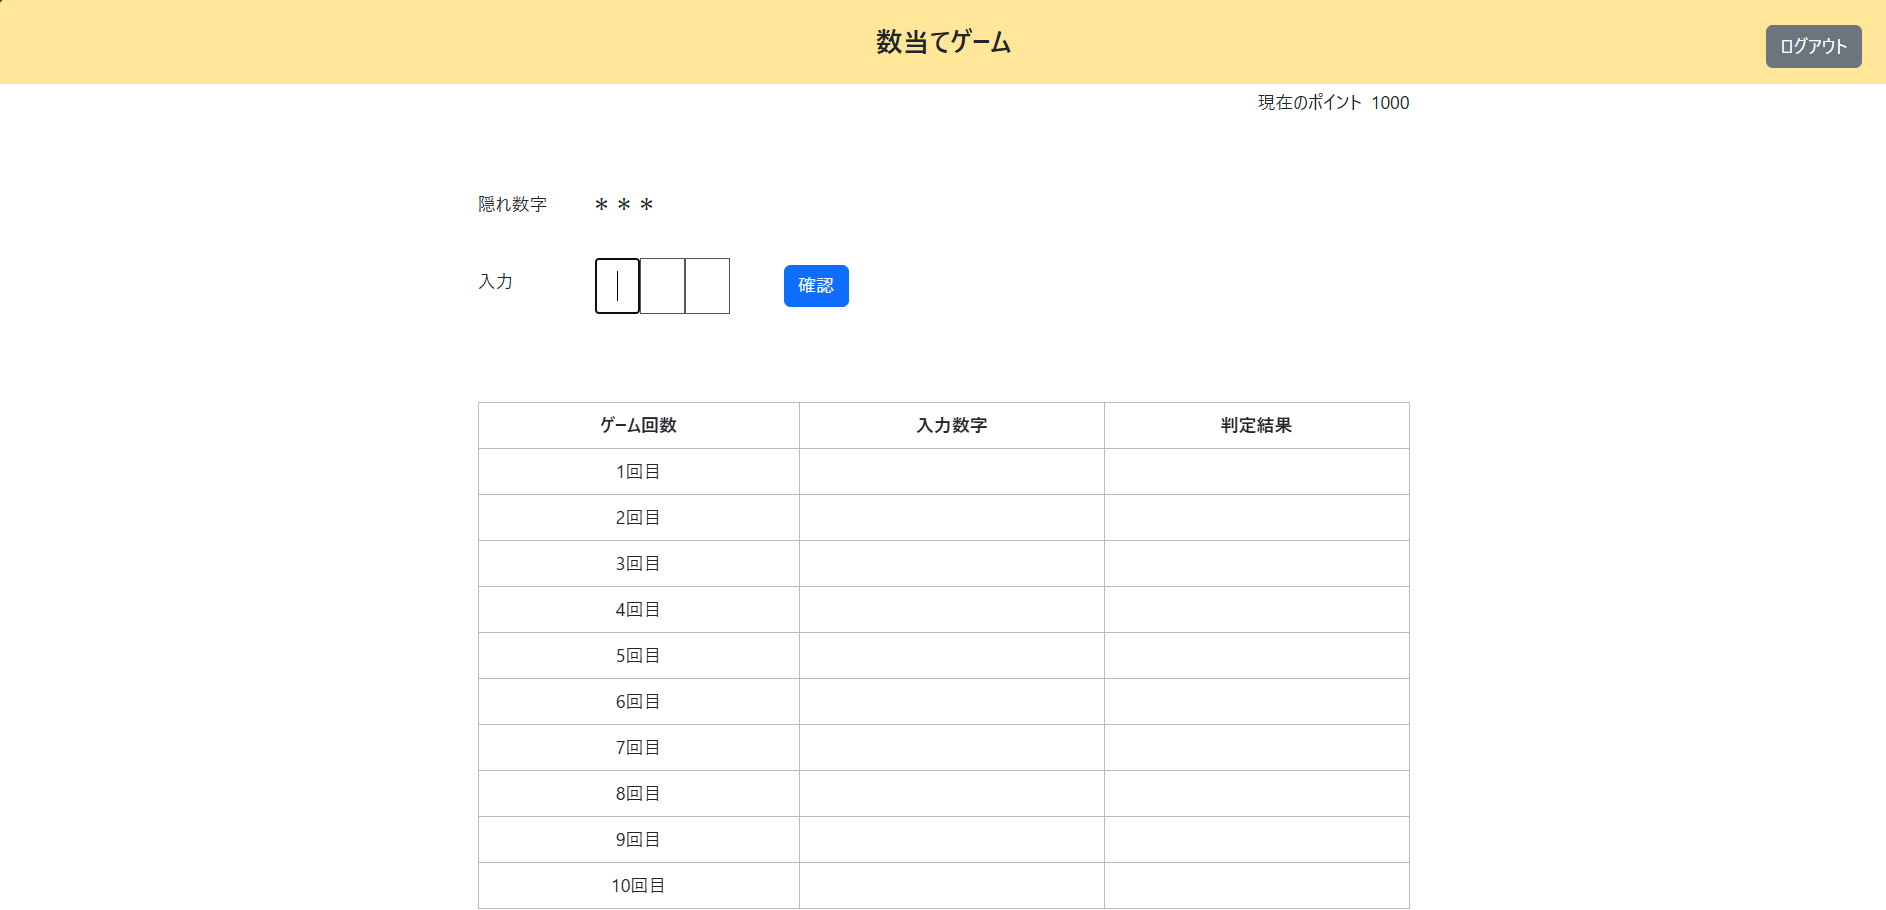 数当てゲーム
ログアウト
現在のポイント 1000
隠れ数字 ＊＊＊
入力 確認
ゲーム回数 入力数字 判定結果
1回目
2回目
3回目
4回目
5回目
6回目
7回目
8回目
9回目
10回目